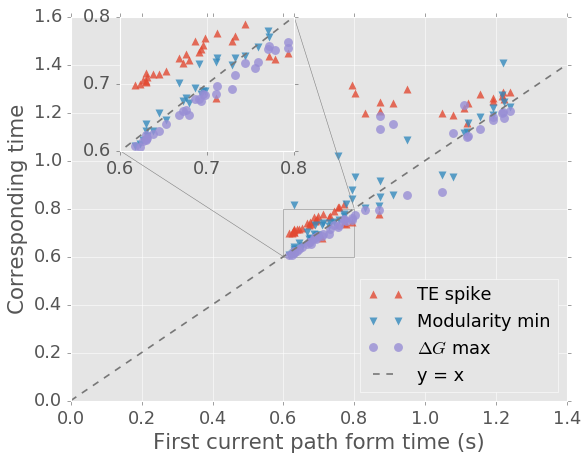 1.6
1.4
1.2
1.0
0.8
0.6
0.4
0.2
0.0
Corresponding time
0.8
0.7
0.6
0.6 0.7 0.8
TE spike
Modularity min
ΔG max
y = x
0.0 0.2 0.4 0.6 0.8 1.0 1.2 1.4
First current path form time (s)